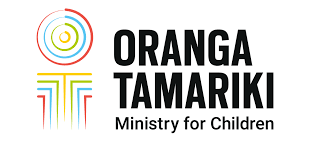 ORANGA
TAMARIKI
Ministry for Children